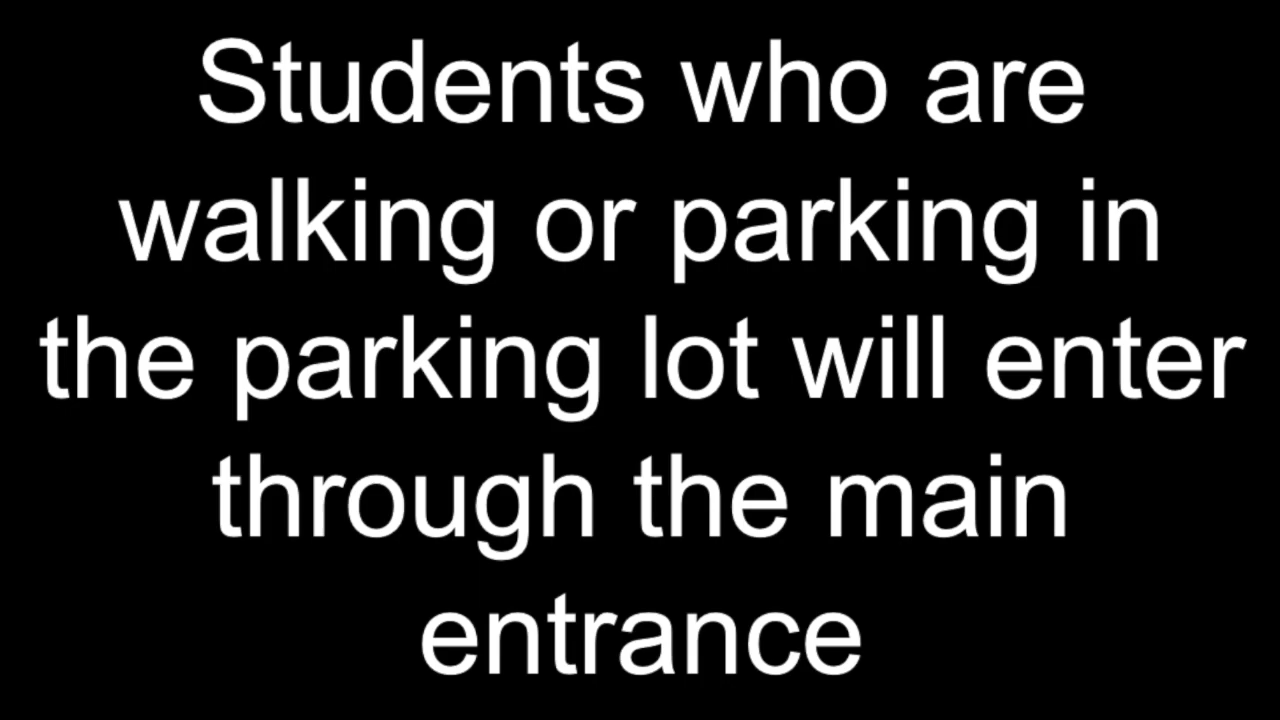 Students who are
walking or parking in
the parking lot will enter
through the main
entrance